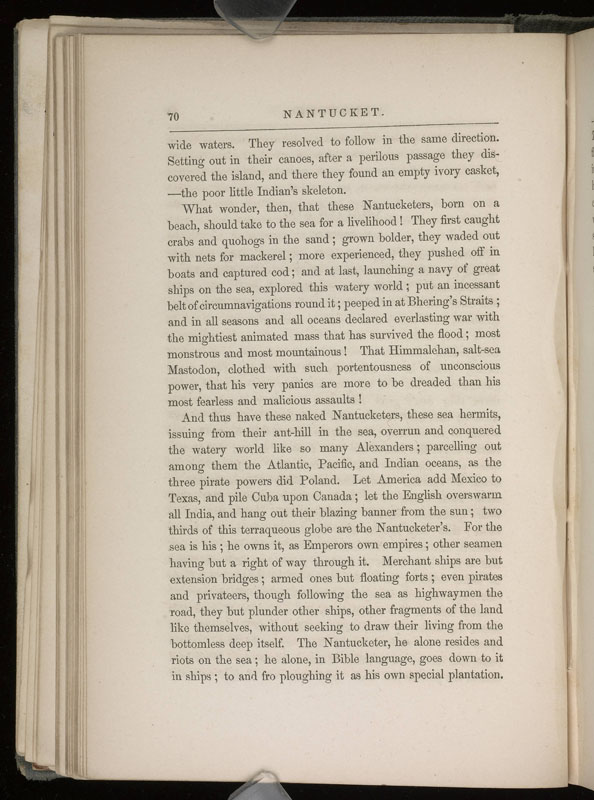 70
NANTUCKET.
wide waters. They resolved to follow in the same direction.
Setting out in their canoes, after a perilous passage they dis-
covered the island, and there they found an empty ivory casket,
—the poor little Indian's skeleton.
What wonder, then, that these Nantucketers, born on a
beach, should take to the sea for a livelihood! They first caught
crabs and quohogs in the sand; grown bolder, they waded out
with nets for mackerel; more experienced, they pushed off in
boats and captured cod; and at last, launching a navy of great
ships on the sea, explored this watery world; put an incessant
belt of circumnavigations round it; peeped in at Bhering's Straits;
and in all seasons and all oceans declared everlasting war with
the mightiest animated mass that has survived the flood; most
monstrous and most mountainous! That Himmalehan, salt-sea
Mastodon, clothed with such portentousness of unconscious
power, that his very panics are more to be dreaded than his
most fearless and malicious assaults!
And thus have these naked Nantucketers, these sea hermits,
issuing from their ant-hill in the sea, overrun and conquered
the watery world like so many Alexanders; parcelling out
among them the Atlantic, Pacific, and Indian oceans, as the
three pirate powers did Poland. Let America add Mexico to
Texas, and pile Cuba upon Canada; let the English overswarm
all India, and hang out their blazing banner from the sun; two
thirds of this terraqueous globe are the Nantucketer's. For the
sea is his; he owns it, as Emperors own empires; other seamen
having but a right of way through it. Merchant ships are but
extension bridges; armed ones but floating forts; even pirates
and privateers, though following the sea as highwaymen the
road, they but plunder other ships, other fragments of the land
like themselves, without seeking to draw their living from the
bottomless deep itself. The Nantucketer, he alone resides and
riots on the sea; he alone, in Bible language, goes down to it
in ships; to and fro ploughing it as his own special plantation.